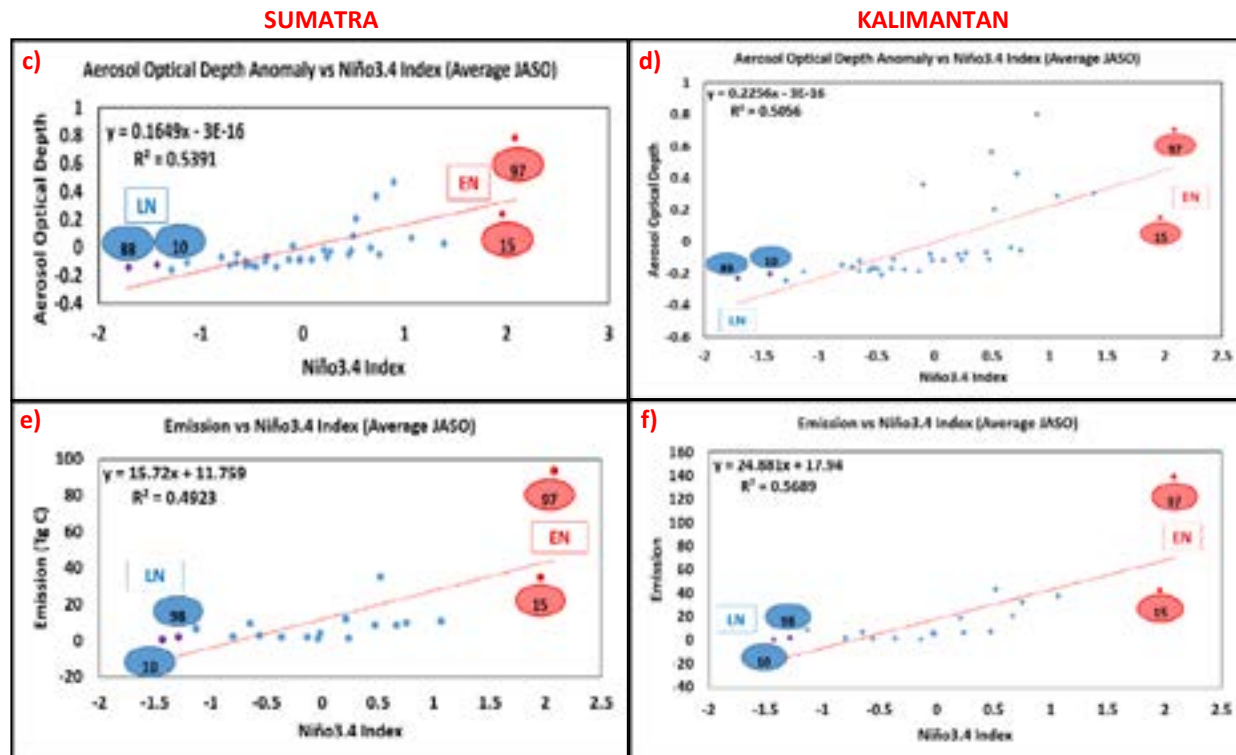 SUMATRA
KALIMANTAN
c)
Aerosol Optical Depth Anomaly vs Niño3.4 Index (Average JASO)
y = 0.1649x - 3E-16
R² = 0.5391
Aerosol Optical Depth
1
0.8
0.6
0.4
0.2
0
-0.2
-0.4
LN
88
10
EN
97
15
-2
-1
0
1
2
3
Niño3.4 Index
d)
Aerosol Optical Depth Anomaly vs Niño3.4 Index (Average JASO)
y = 0.2256x - 3E-16
R² = 0.5056
Aerosol Optical Depth
1
0.8
0.6
0.4
0.2
0
-0.2
-0.4
-0.6
97
EN
15
10
LN
-2
-1.5
-1
-0.5
0
0.5
1
1.5
2
2.5
Niño3.4 Index
e)
Emission vs Niño3.4 Index (Average JASO)
y = 15.72x + 11.759
R² = 0.4923
Emission (Tg C)
100
80
60
40
20
0
-20
LN
98
10
97
EN
15
-2
-1.5
-1
-0.5
0
0.5
1
1.5
2
2.5
Niño3.4 Index
f)
Emission vs Niño3.4 Index (Average JASO)
y = 24.881x + 17.94
R² = 0.5689
Emission
160
140
120
100
80
60
40
20
0
20
40
LN
98
97
EN
15
-2
-1.5
-1
-0.5
0
0.5
1
1.5
2
2.5
Niño3.4 Index